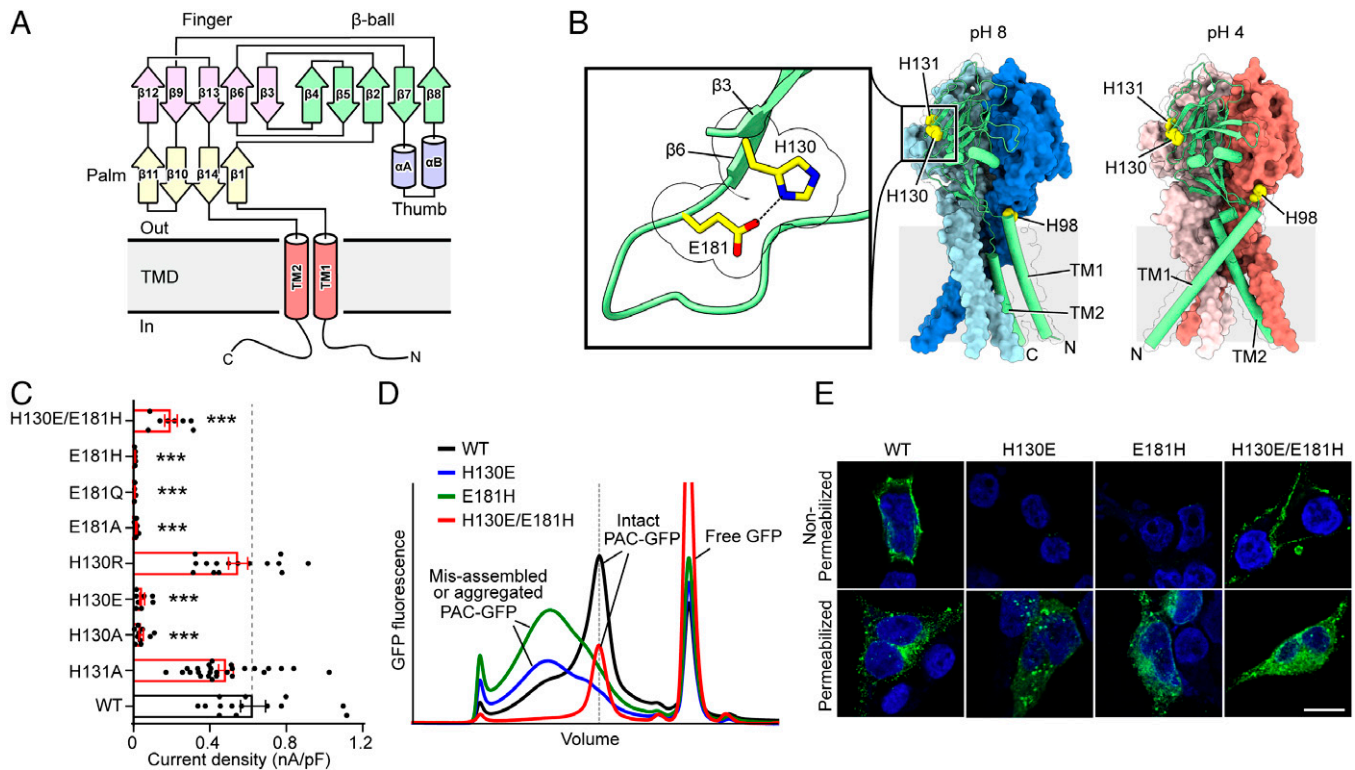 A
Finger β-ball
β12 β9 β13 β6 β3 β4 β5 β2 β7 β8
Palm β11 β10 β14 β1 αA αB
Thumb
Out
TMD TM2 TM1
In
C N
B
β3
β6
H130
E181
pH 8
H131
H130
H98
TM1
TM2
C N
pH 4
H131
H130
H98
TM1
N TM2
C
H130E/E181H ***
E181H ***
E181Q ***
E181A ***
H130R
H130E ***
H130A ***
H131A
WT
0 0.4 0.8 1.2
Current density (nA/pF)
D
WT
H130E
E181H
H130E/E181H
Intact
PAC-GFP
Free GFP
Mis-assembled
or aggregated
PAC-GFP
GFP fluorescence
Volume
E
WT H130E E181H H130E/E181H
Non-
Permeabilized
Permeabilized